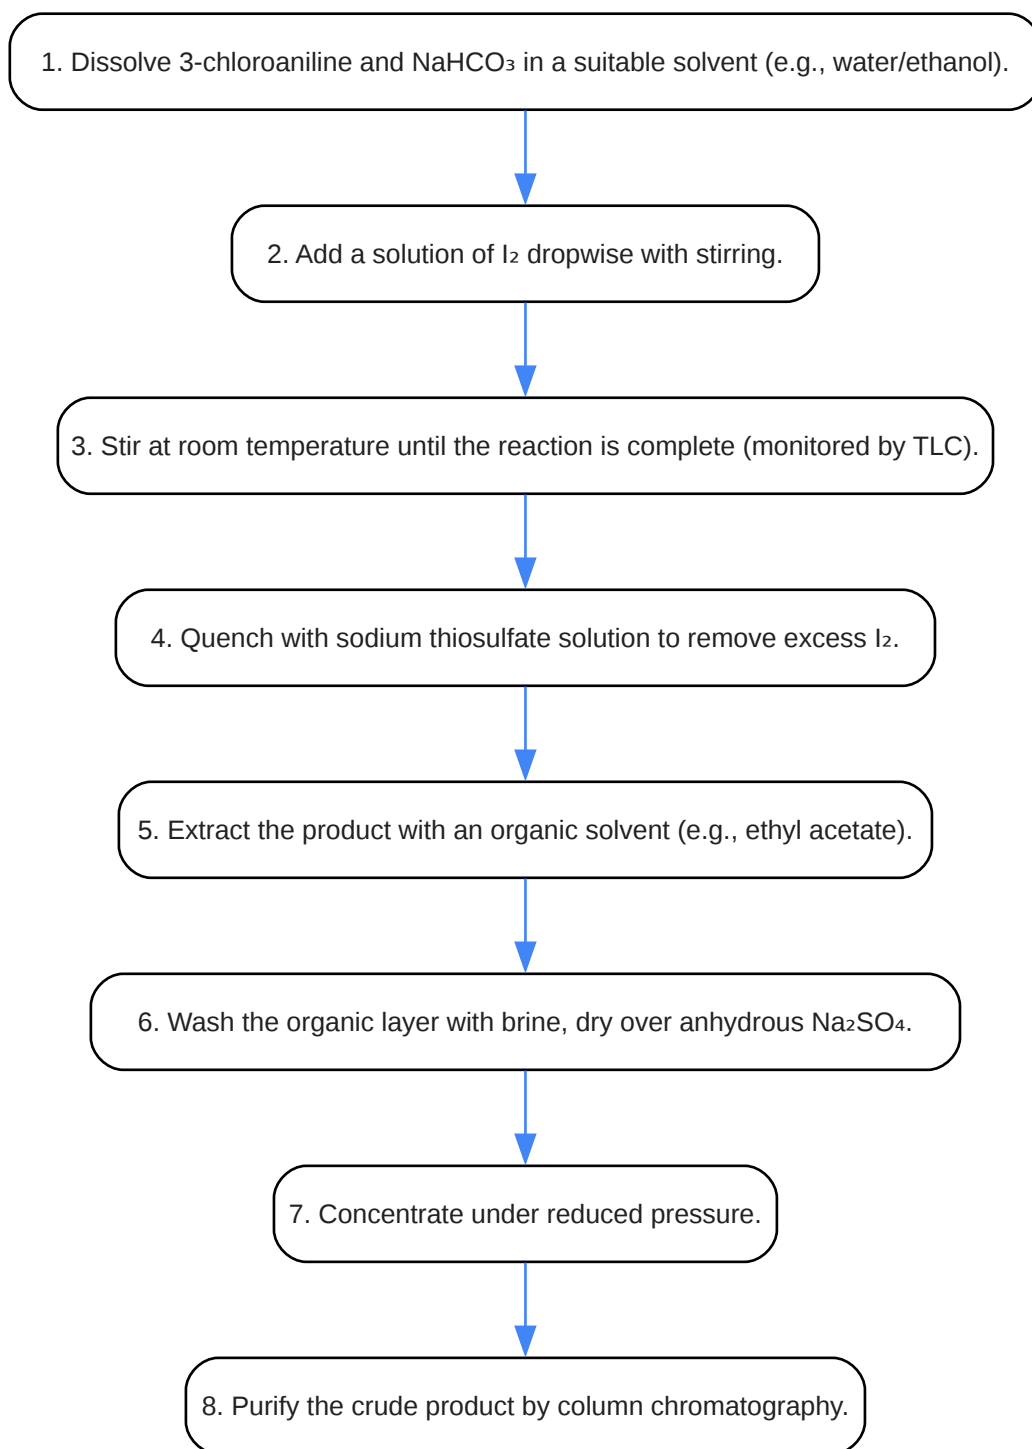 1. Dissolve 3-chloroaniline and NaHCO₃ in a suitable solvent (e.g., water/ethanol).
2. Add a solution of I₂ dropwise with stirring.
3. Stir at room temperature until the reaction is complete (monitored by TLC).
4. Quench with sodium thiosulfate solution to remove excess I₂.
5. Extract the product with an organic solvent (e.g., ethyl acetate).
6. Wash the organic layer with brine, dry over anhydrous Na₂SO₄.
7. Concentrate under reduced pressure.
8. Purify the crude product by column chromatography.